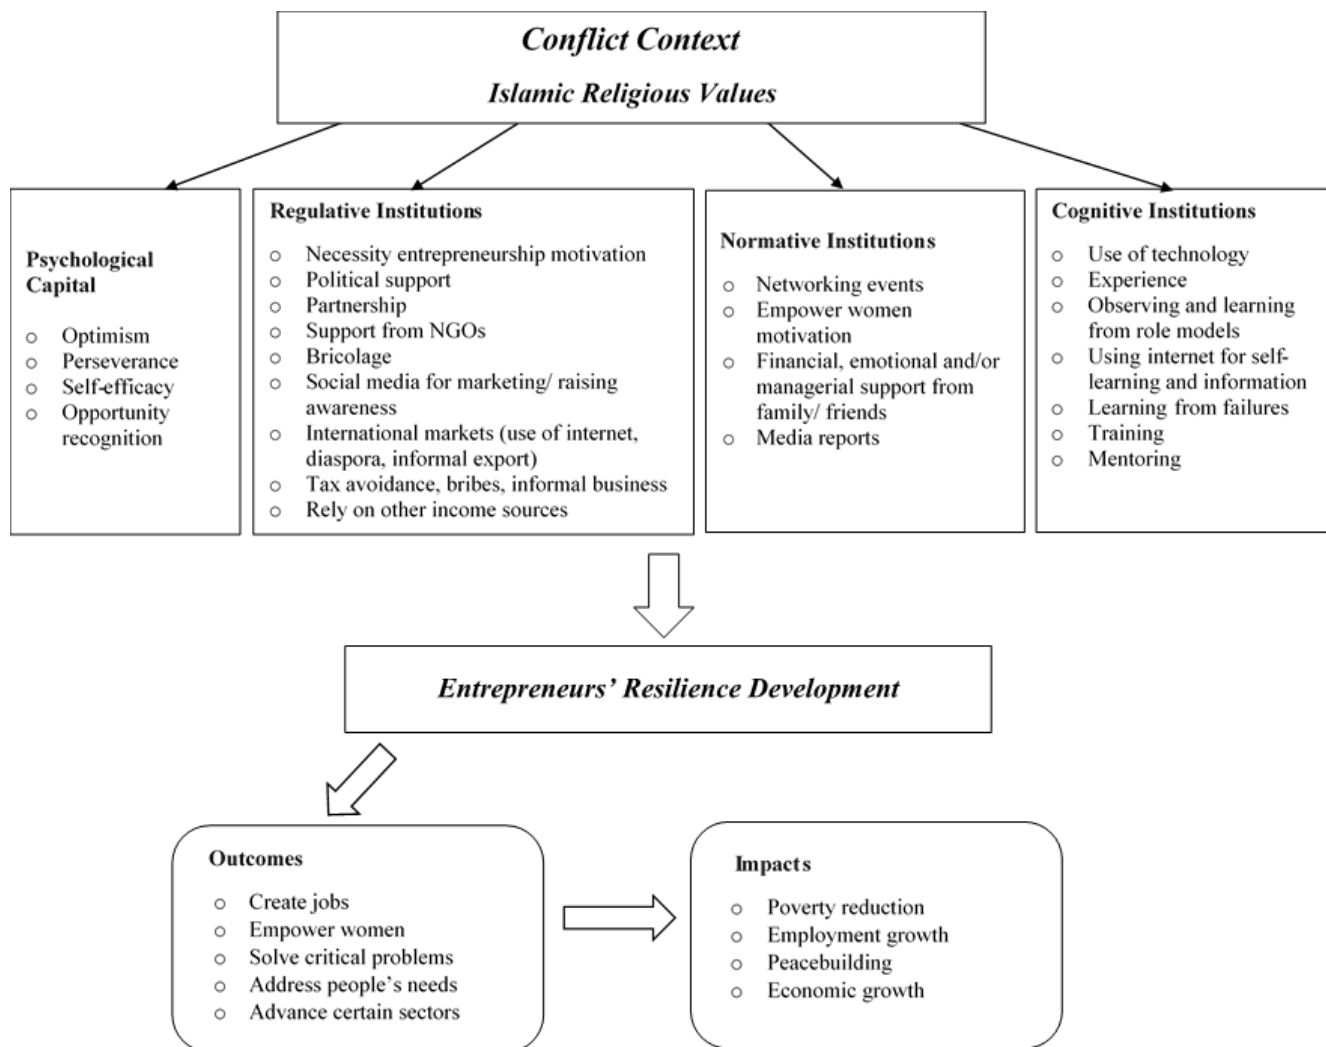 Conflict Context
Islamic Religious Values
Psychological
Capital
o Optimism
o Perseverance
o Self-efficacy
o Opportunity
recognition
Regulative Institutions
o Necessity entrepreneurship motivation
o Political support
o Partnership
o Support from NGOs
o Bricolage
o Social media for marketing/ raising
awareness
o International markets (use of internet,
diaspora, informal export)
o Tax avoidance, bribes, informal business
o Rely on other income sources
Normative Institutions
o Networking events
o Empower women
motivation
o Financial, emotional and/or
managerial support from
family/ friends
o Media reports
Cognitive Institutions
o Use of technology
o Experience
o Observing and learning
from role models
o Using internet for self-
learning and information
o Learning from failures
o Training
o Mentoring
Entrepreneurs’ Resilience Development
Outcomes
o Create jobs
o Empower women
o Solve critical problems
o Address people’s needs
o Advance certain sectors
Impacts
o Poverty reduction
o Employment growth
o Peacebuilding
o Economic growth